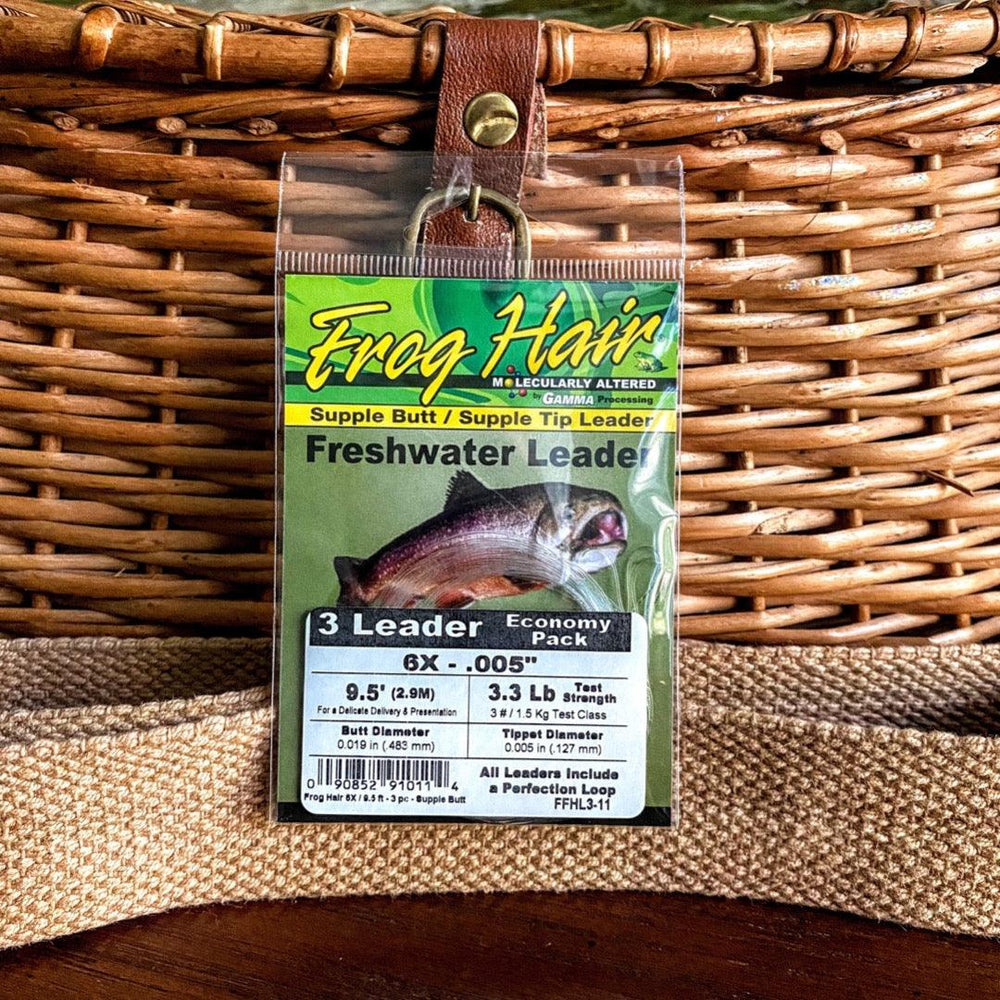 Frog Hair
MOLECULARLY ALTERED
by GAMMA Processing
Supple Butt / Supple Tip Leader
Freshwater Leader
3 Leader Economy Pack
6X - .005"
9.5' (2.9M)
For a Delicate Delivery & Presentation
3.3 Lb Test Strength
3 # / 1.5 Kg Test Class
Butt Diameter
0.019 in (.483 mm)
Tippet Diameter
0.005 in (.127 mm)
0 90852 91011 4
Frog Hair 6X / 9.5 ft - 3 pc - Supple Butt
All Leaders Include
a Perfection Loop
FFHL3-11